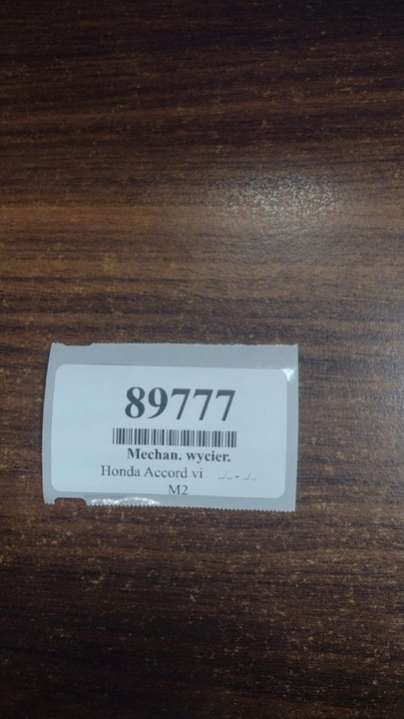 89777
Mechan. wycier.
Honda Accord vi
M2